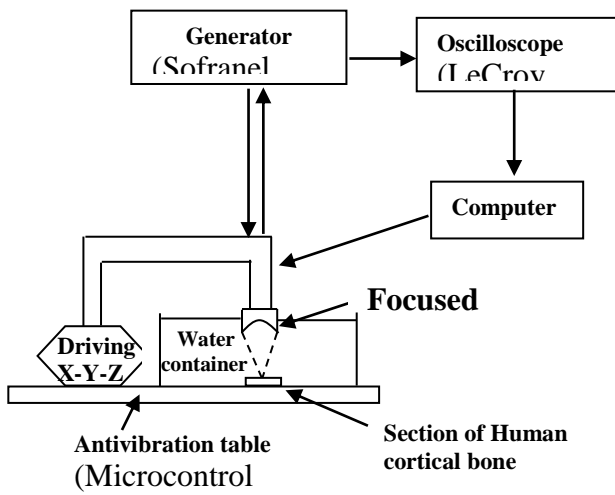 Generator
(Sofranel
Oscilloscope
(LeCroy
Computer
Focused
Water
container
Driving
X-Y-Z
Antivibration table
(Microcontrol
Section of Human
cortical bone